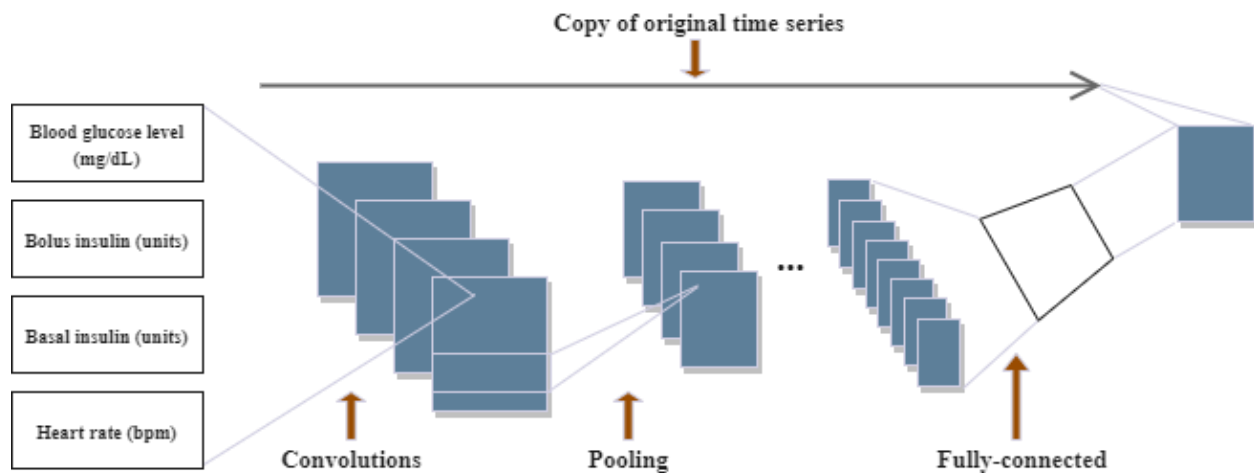 Copy of original time series
Blood glucose level
(mg/dL)
Bolus insulin (units)
Basal insulin (units)
Heart rate (bpm)
...
Convolutions
Pooling
Fully-connected